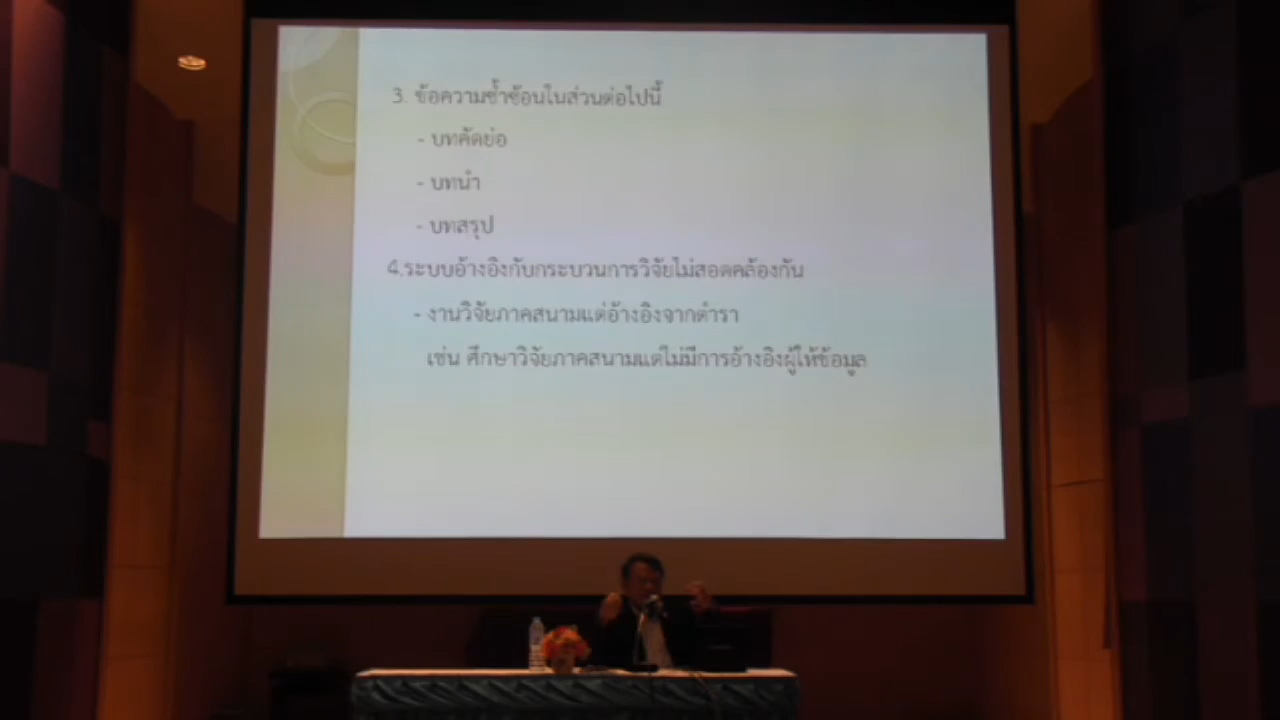 3. ข้อความซ้ำซ้อนในส่วนต่อไปนี้
- บทคัดย่อ
- บทนำ
- บทสรุป
4.ระบบอ้างอิงกับกระบวนการวิจัยไม่สอดคล้องกัน
- งานวิจัยภาคสนามแต่อ้างอิงจากตำรา
เช่น ศึกษาวิจัยภาคสนามแต่ไม่มีการอ้างอิงผู้ให้ข้อมูล